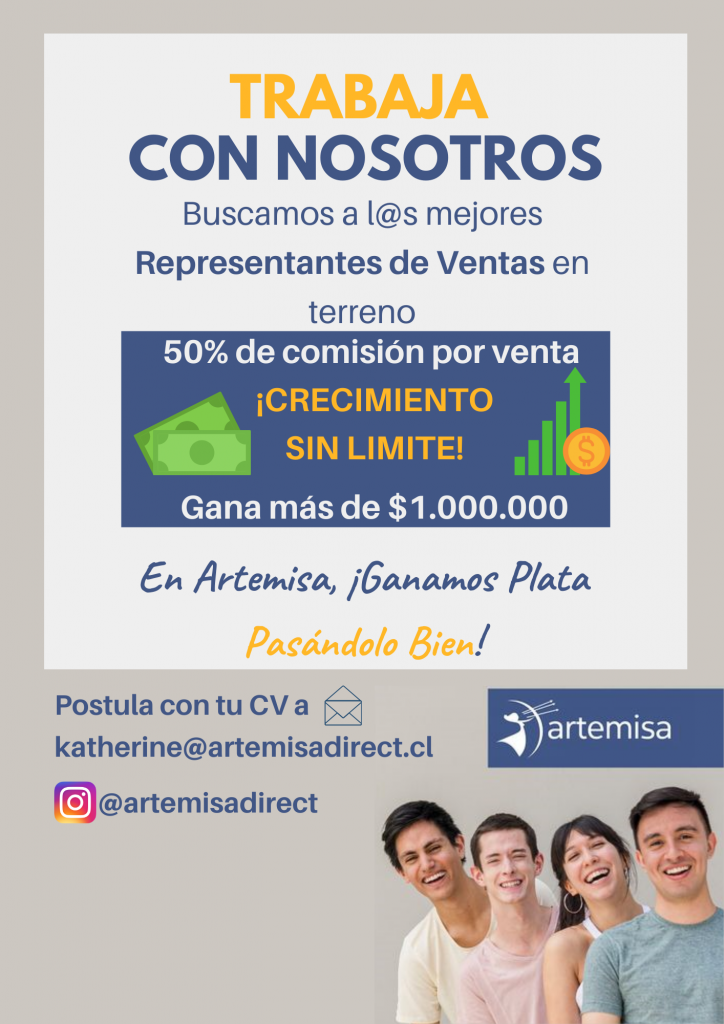 TRABAJA
CON NOSOTROS
Buscamos a l@s mejores
Representantes de Ventas en
terreno
50% de comisión por venta
¡CRECIMIENTO
SIN LIMITE!
$
Gana más de $1.000.000
En Artemisa, ¡Ganamos Plata
Pasándolo Bien!
Postula con tu CV a
katherine@artemisadirect.cl
@artemisadirect
artemisa